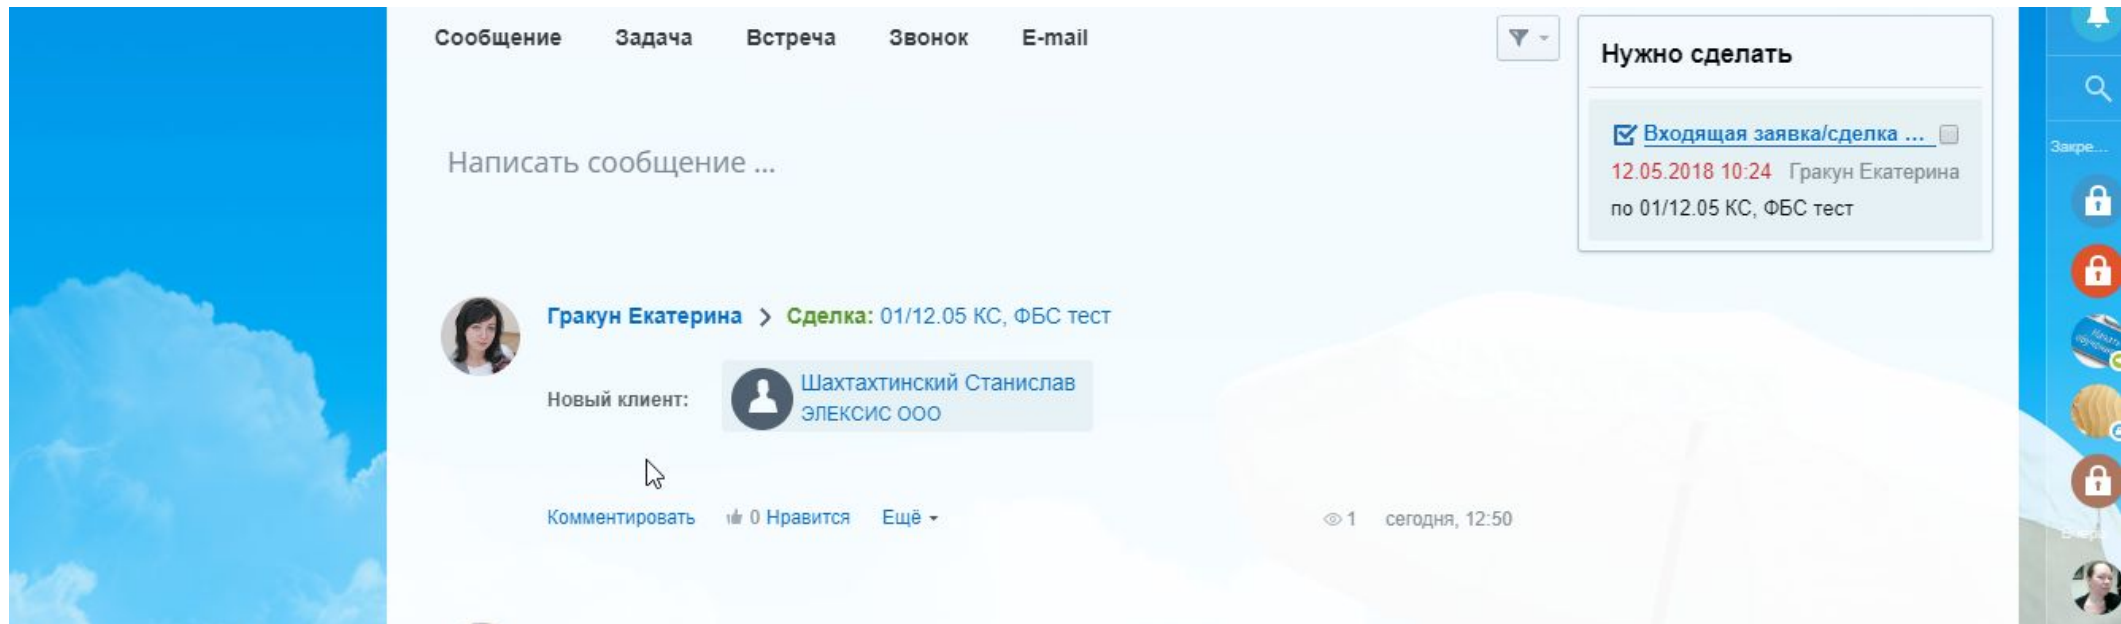 Сообщение Задача Встреча Звонок E-mail
Написать сообщение ...
Гракун Екатерина > Сделка: 01/12.05 КС, ФБС тест
Новый клиент:
Шахтахтинский Станислав
ЭЛЕКСИС ООО
Комментировать 0 Нравится Ещё
1 сегодня, 12:50
Нужно сделать
Входящая заявка/сделка ...
12.05.2018 10:24 Гракун Екатерина
по 01/12.05 КС, ФБС тест
Закре...